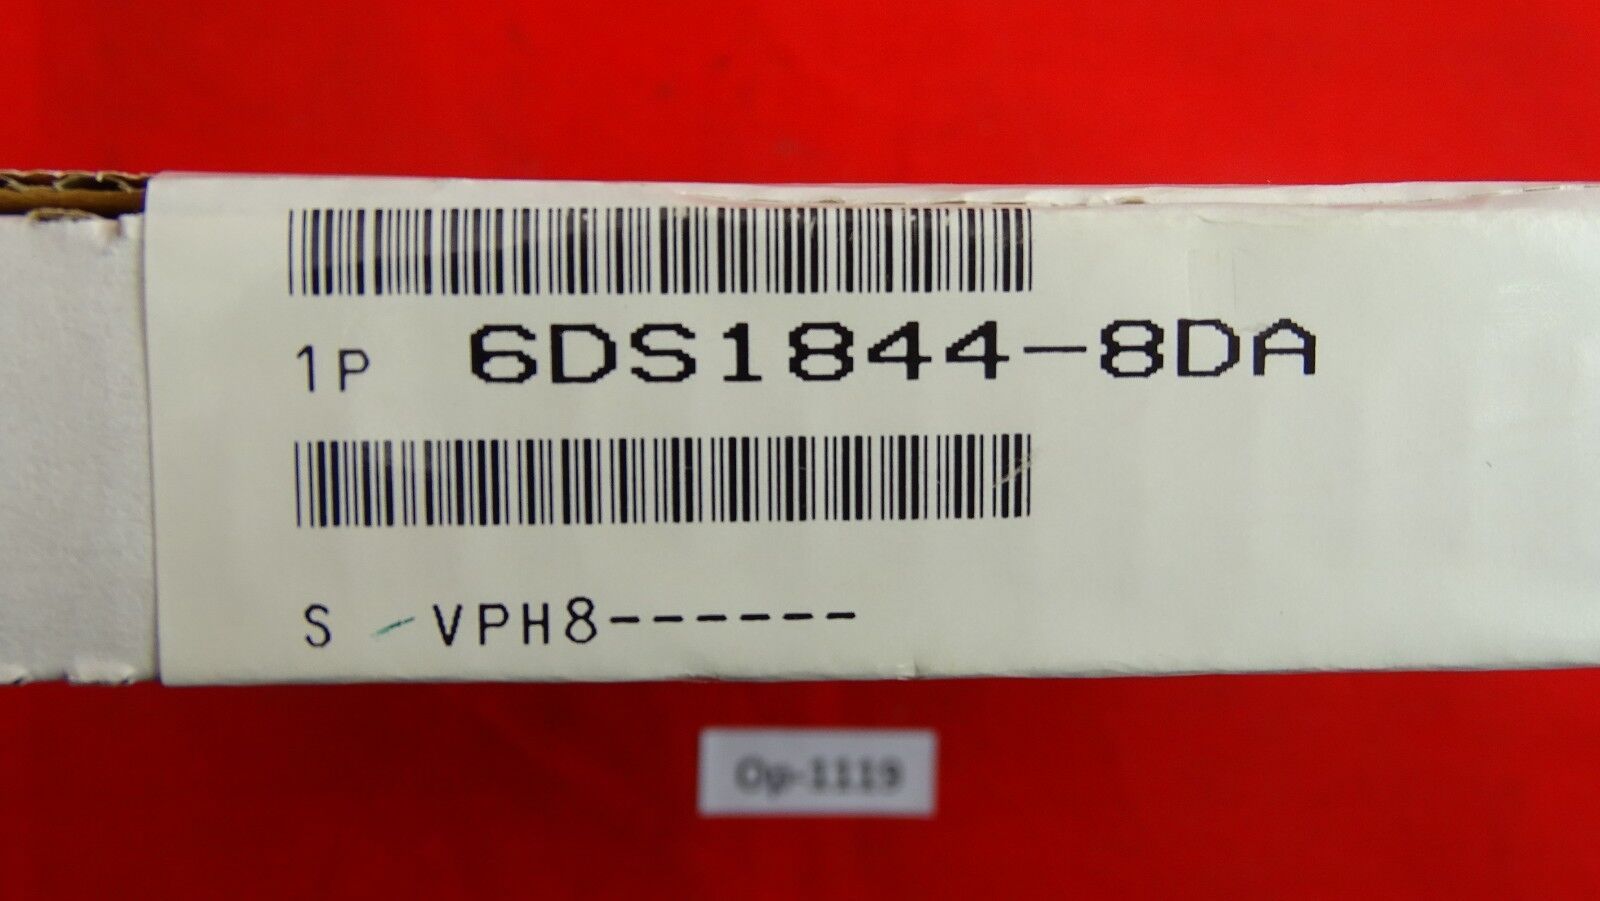 1P 6DS1844-8DA
S VPH8------
Op-1119